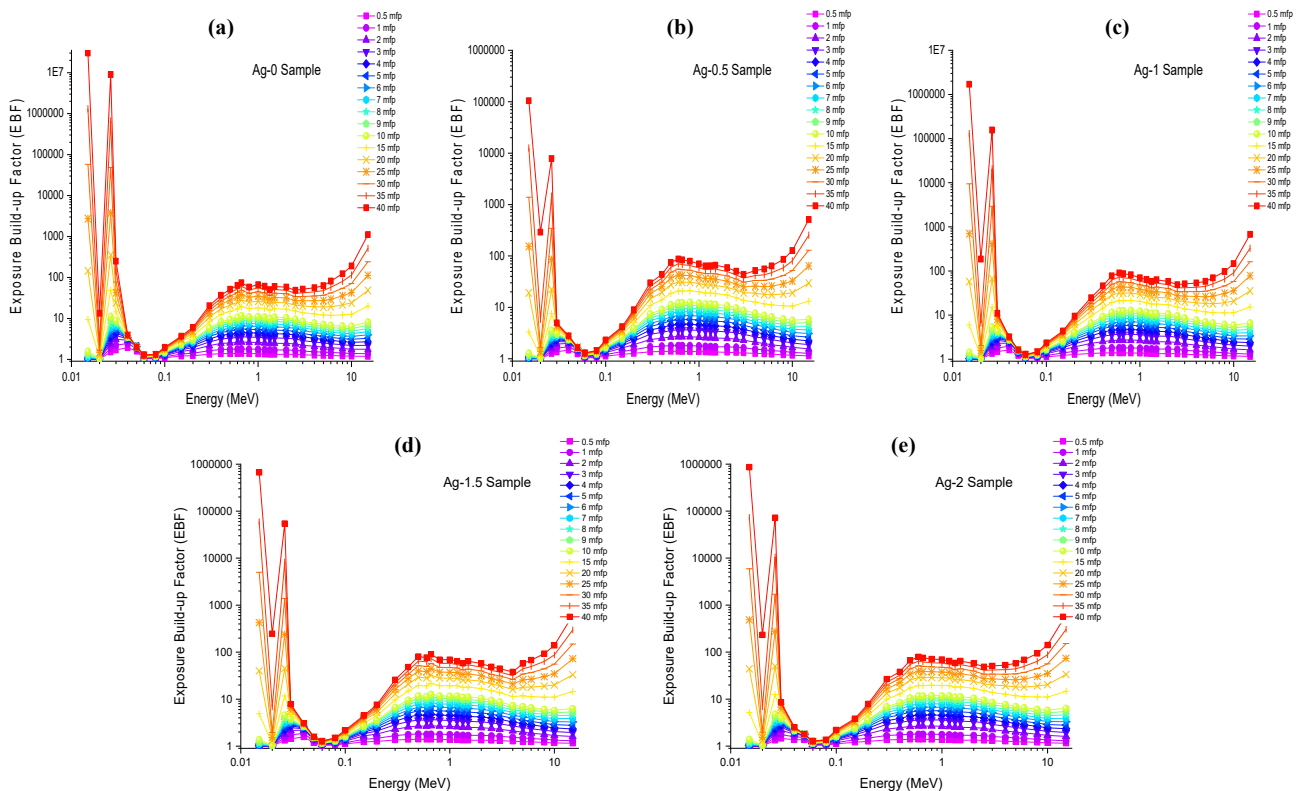 (a)
Ag-0 Sample
Exposure Build-up Factor (EBF)
1E7
1000000
100000
10000
1000
100
10
1
0.01
0.1
1
10
Energy (MeV)
0.5 mfp
1 mfp
2 mfp
3 mfp
4 mfp
5 mfp
6 mfp
7 mfp
8 mfp
9 mfp
10 mfp
15 mfp
20 mfp
25 mfp
30 mfp
35 mfp
40 mfp
(b)
Ag-0.5 Sample
Exposure Build-up Factor (EBF)
1000000
100000
10000
1000
100
10
1
0.01
0.1
1
10
Energy (MeV)
0.5 mfp
1 mfp
2 mfp
3 mfp
4 mfp
5 mfp
6 mfp
7 mfp
8 mfp
9 mfp
10 mfp
15 mfp
20 mfp
25 mfp
30 mfp
35 mfp
40 mfp
(c)
Ag-1 Sample
Exposure Build-up Factor (EBF)
1E7
1000000
100000
10000
1000
100
10
1
0.01
0.1
1
10
Energy (MeV)
0.5 mfp
1 mfp
2 mfp
3 mfp
4 mfp
5 mfp
6 mfp
7 mfp
8 mfp
9 mfp
10 mfp
15 mfp
20 mfp
25 mfp
30 mfp
35 mfp
40 mfp
(d)
Ag-1.5 Sample
Exposure Build-up Factor (EBF)
1000000
100000
10000
1000
100
10
1
0.01
0.1
1
10
Energy (MeV)
0.5 mfp
1 mfp
2 mfp
3 mfp
4 mfp
5 mfp
6 mfp
7 mfp
8 mfp
9 mfp
10 mfp
15 mfp
20 mfp
25 mfp
30 mfp
35 mfp
40 mfp
(e)
Ag-2 Sample
Exposure Build-up Factor (EBF)
1000000
100000
10000
1000
100
10
1
0.01
0.1
1
10
Energy (MeV)
0.5 mfp
1 mfp
2 mfp
3 mfp
4 mfp
5 mfp
6 mfp
7 mfp
8 mfp
9 mfp
10 mfp
15 mfp
20 mfp
25 mfp
30 mfp
35 mfp
40 mfp